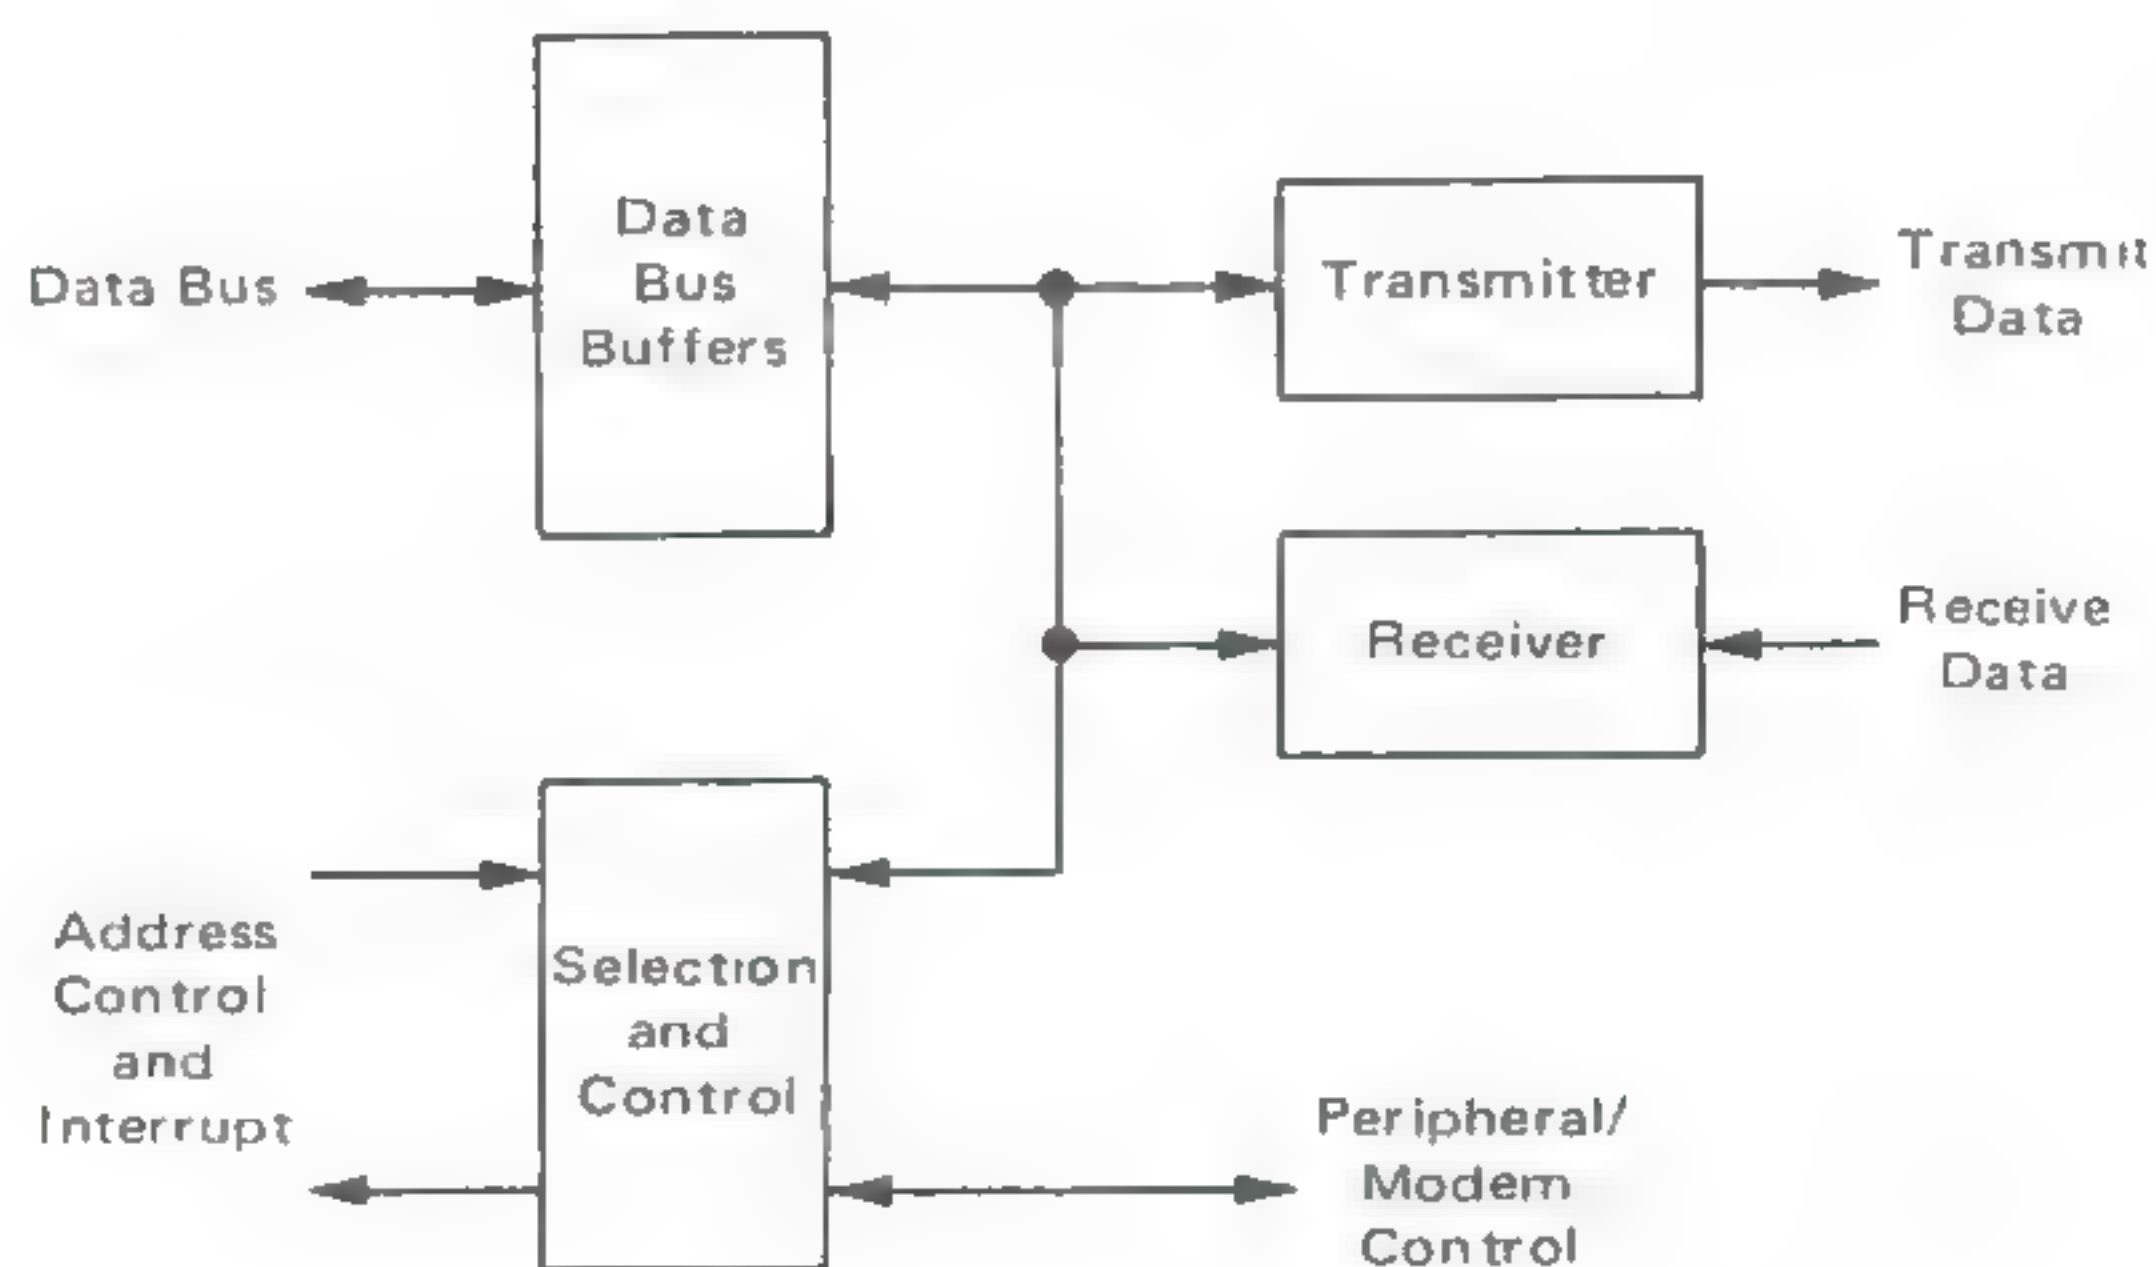 Data Bus
Data
Bus
Buffers
Transmitter
Transmit
Data
Receiver
Receive
Data
Address
Control
and
Interrupt
Selection
and
Control
Peripheral/
Modem
Control